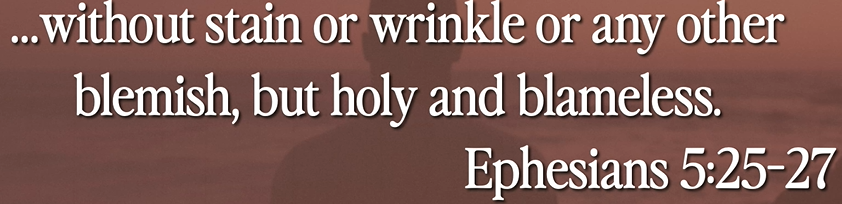 ...without stain or wrinkle or any other
blemish, but holy and blameless.
Ephesians 5:25-27